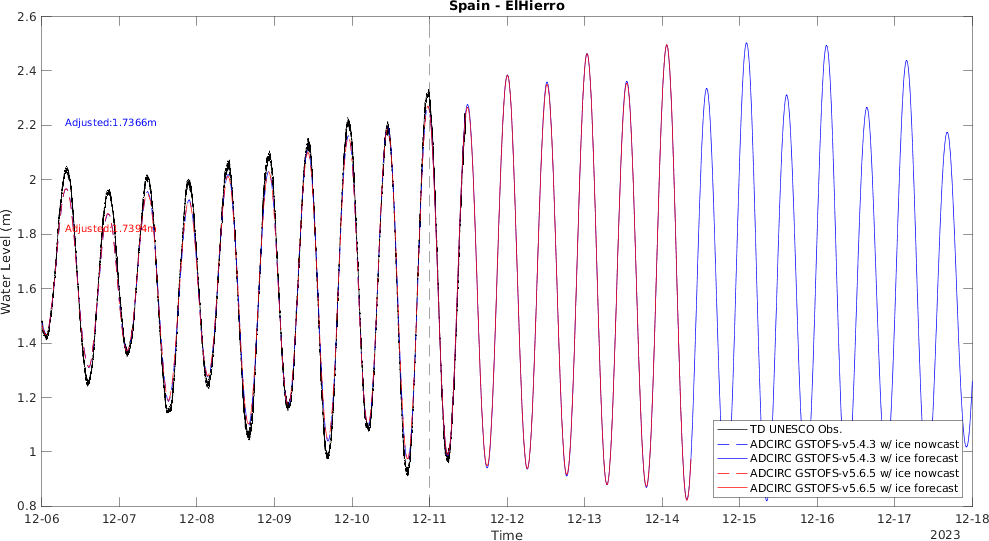 Spain - ElHierro
2.6
2.4
2.2
2
1.8
1.6
1.4
1.2
1
0.8
Water Level (m)
Adjusted:1.7366m
Adjusted:1.7394m
TD UNESCO Obs.
ADCIRC GSTOFS-v5.4.3 w/ ice nowcast
ADCIRC GSTOFS-v5.4.3 w/ ice forecast
ADCIRC GSTOFS-v5.6.5 w/ ice nowcast
ADCIRC GSTOFS-v5.6.5 w/ ice forecast
12-06 12-07 12-08 12-09 12-10 12-11 12-12 12-13 12-14 12-15 12-16 12-17 12-18
Time
2023